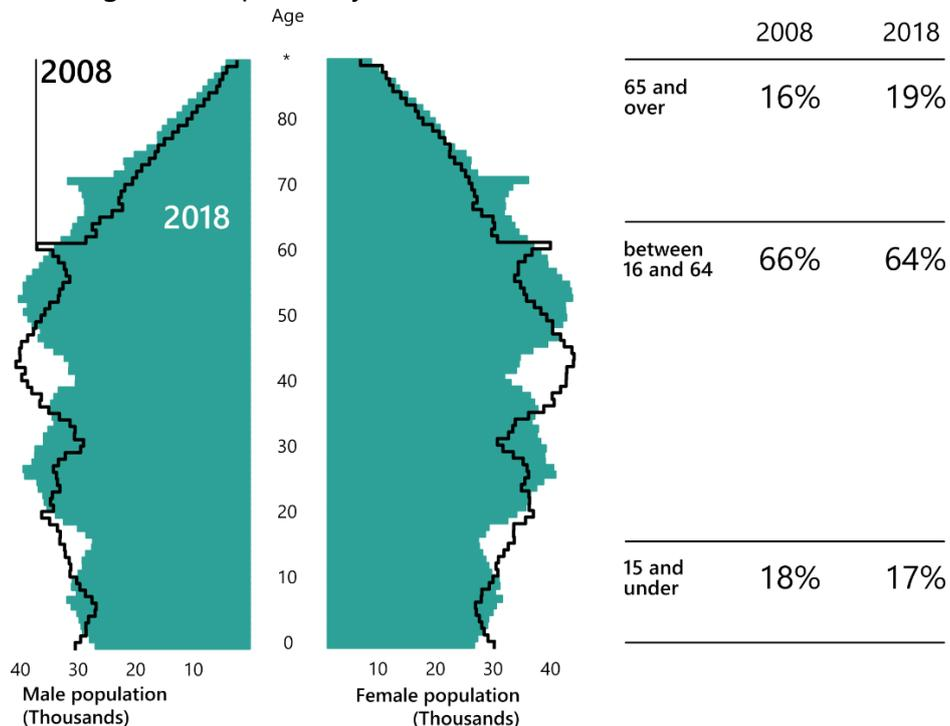 Age
2008 2018
*
2008
65 and
over
16% 19%
80
70
2018
60
between
16 and 64
66% 64%
50
40
30
20
15 and
under
18% 17%
10
0
40 30 20 10
10 20 30 40
Male population
(Thousands)
Female population
(Thousands)